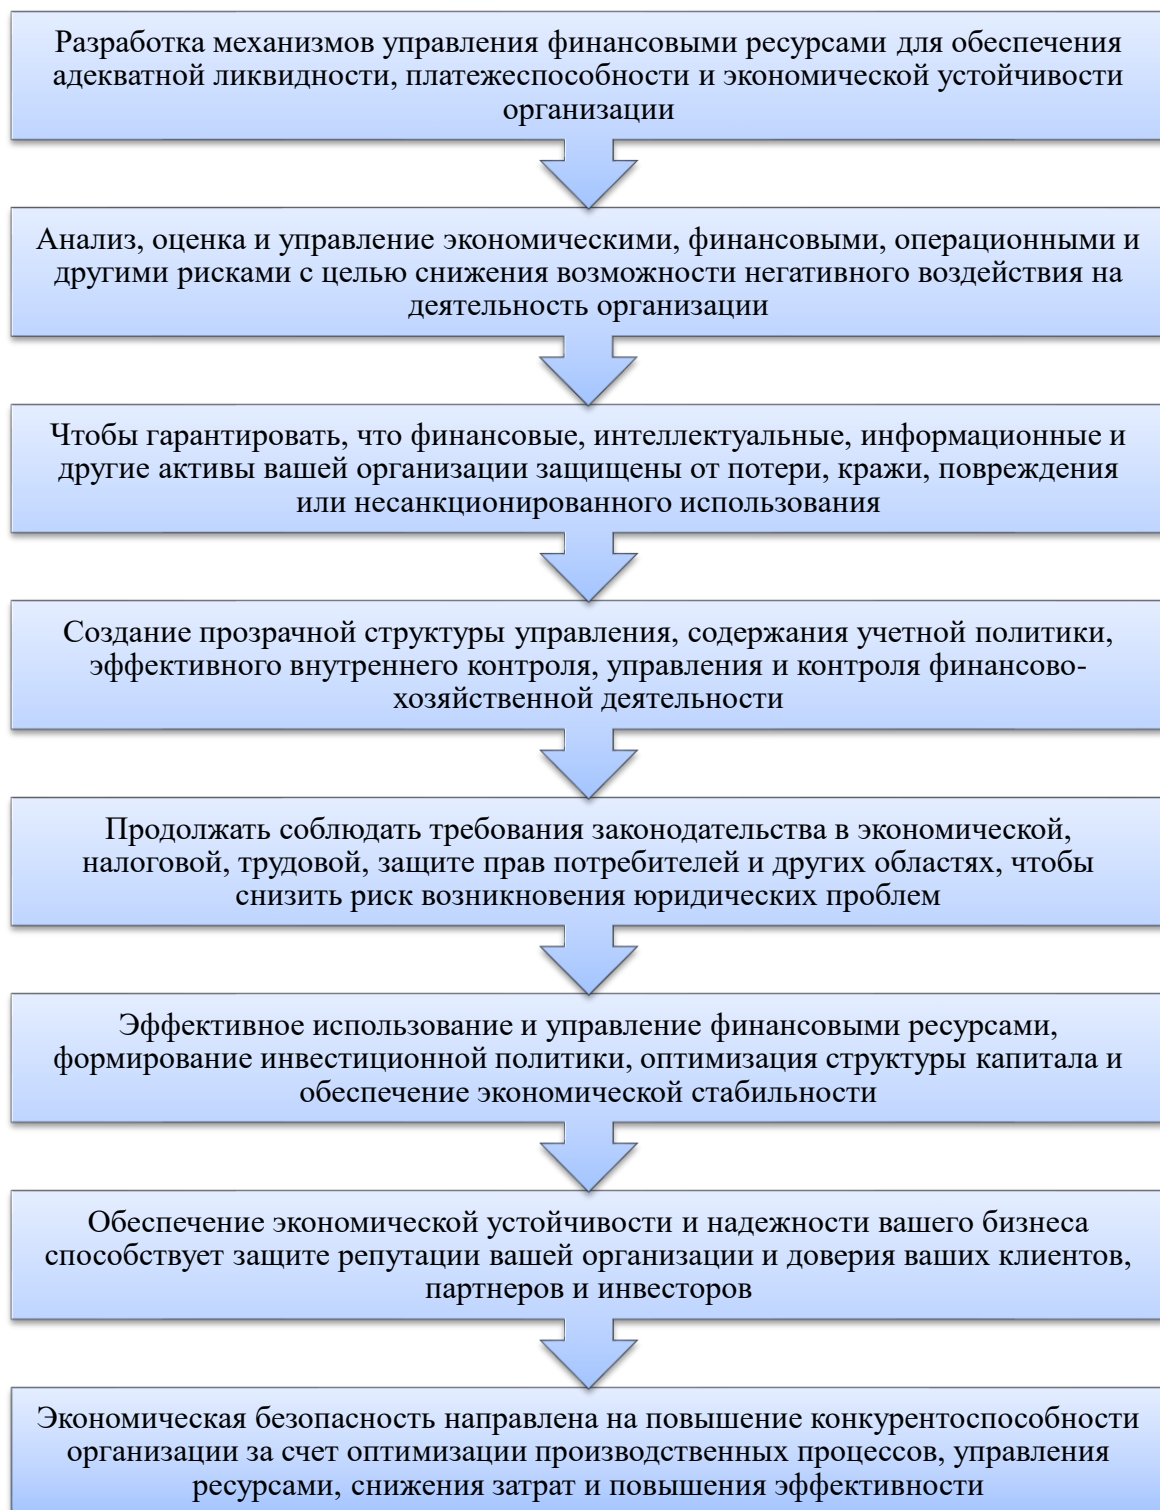 Разработка механизмов управления финансовыми ресурсами для обеспечения
адекватной ликвидности, платежеспособности и экономической устойчивости
организации
Анализ, оценка и управление экономическими, финансовыми, операционными и
другими рисками с целью снижения возможности негативного воздействия на
деятельность организации
Чтобы гарантировать, что финансовые, интеллектуальные, информационные и
другие активы вашей организации защищены от потери, кражи, повреждения
или несанкционированного использования
Создание прозрачной структуры управления, содержания учетной политики,
эффективного внутреннего контроля, управления и контроля финансово-
хозяйственной деятельности
Продолжать соблюдать требования законодательства в экономической,
налоговой, трудовой, защите прав потребителей и других областях, чтобы
снизить риск возникновения юридических проблем
Эффективное использование и управление финансовыми ресурсами,
формирование инвестиционной политики, оптимизация структуры капитала и
обеспечение экономической стабильности
Обеспечение экономической устойчивости и надежности вашего бизнеса
способствует защите репутации вашей организации и доверия ваших клиентов,
партнеров и инвесторов
Экономическая безопасность направлена на повышение конкурентоспособности
организации за счет оптимизации производственных процессов, управления
ресурсами, снижения затрат и повышения эффективности